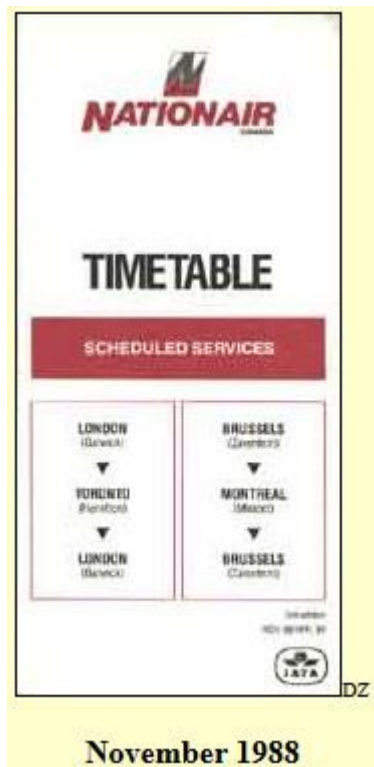 NATIONAIR
CANADA
TIMETABLE
SCHEDULED SERVICES
LONDON
(Gatwick)
TORONTO
(Hamilton)
LONDON
(Gatwick)
BRUSSELS
(Zaventem)
MONTREAL
(Mirabel)
BRUSSELS
(Zaventem)
IATA
DZ
November 1988